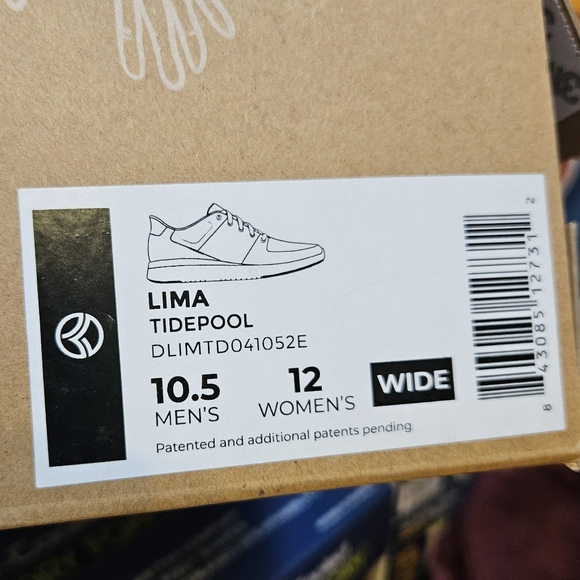 LIMA
TIDEPOOL
DLIMTD041052E
10.5
MEN'S
12
WOMEN'S
WIDE
Patented and additional patents pending
8 43085 12731 2